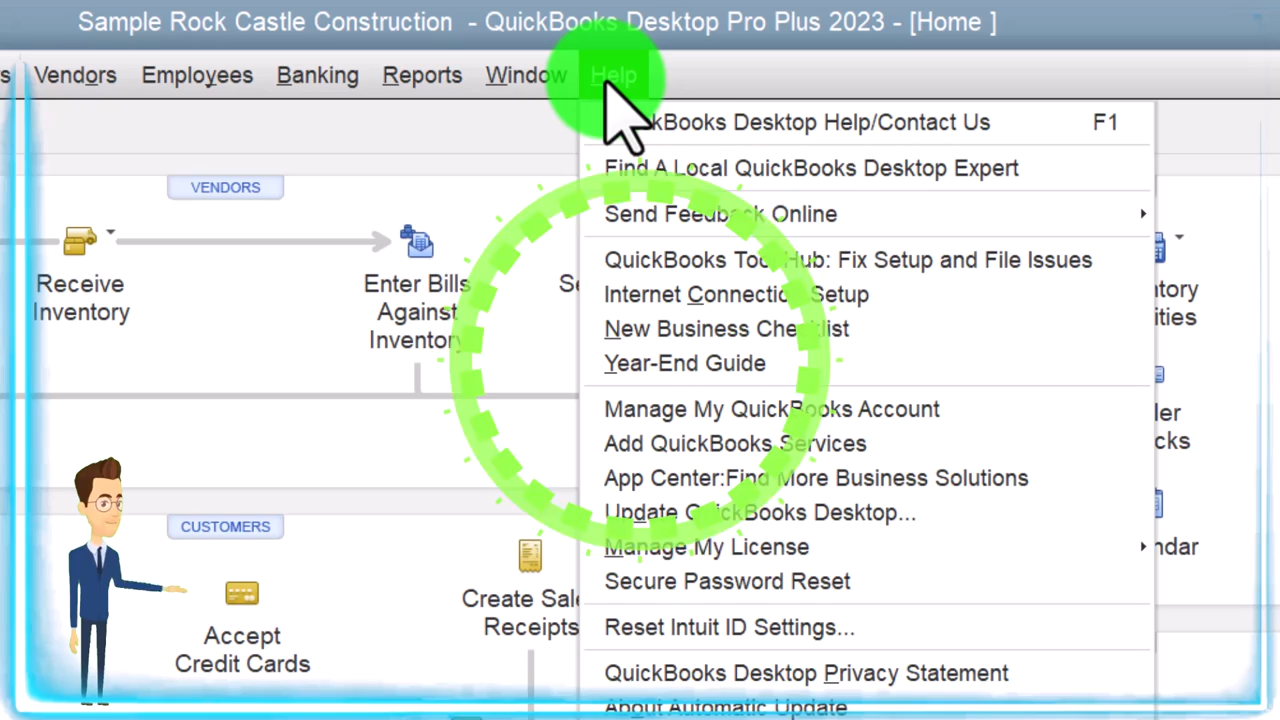 Sample Rock Castle Construction - QuickBooks Desktop Pro Plus 2023 - [Home ]
s Vendors Employees Banking Reports Window Help
QuickBooks Desktop Help/Contact Us F1
Find A Local QuickBooks Desktop Expert
Send Feedback Online
QuickBooks Tool Hub: Fix Setup and File Issues
Internet Connection Setup
New Business Checklist
Year-End Guide
Manage My QuickBooks Account
Add QuickBooks Services
App Center:Find More Business Solutions
Update QuickBooks Desktop...
Manage My License
Secure Password Reset
Reset Intuit ID Settings...
QuickBooks Desktop Privacy Statement
About Automatic Update
VENDORS
Receive
Inventory
Enter Bills
Against
Inventory
CUSTOMERS
Accept
Credit Cards
Create Sale
Receipts